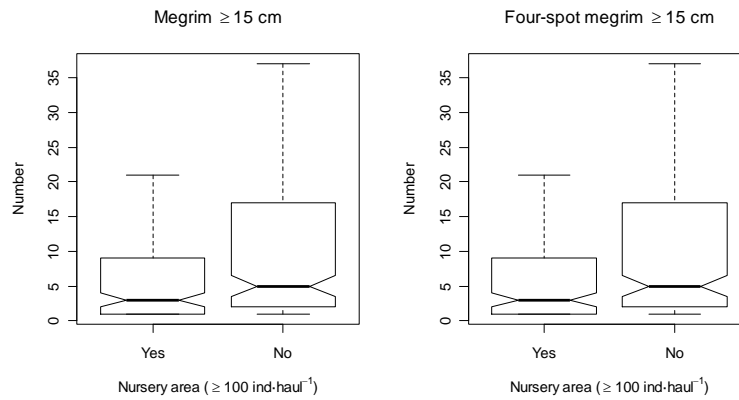 Megrim ≥ 15 cm
Number
35
30
25
20
15
10
5
0
Yes No
Nursery area ( ≥ 100 ind·haul⁻¹)
Four-spot megrim ≥ 15 cm
Number
35
30
25
20
15
10
5
0
Yes No
Nursery area ( ≥ 100 ind·haul⁻¹)